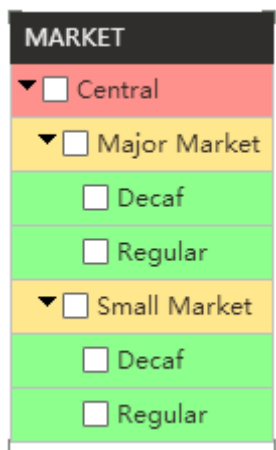 MARKET
Central
Major Market
Decaf
Regular
Small Market
Decaf
Regular